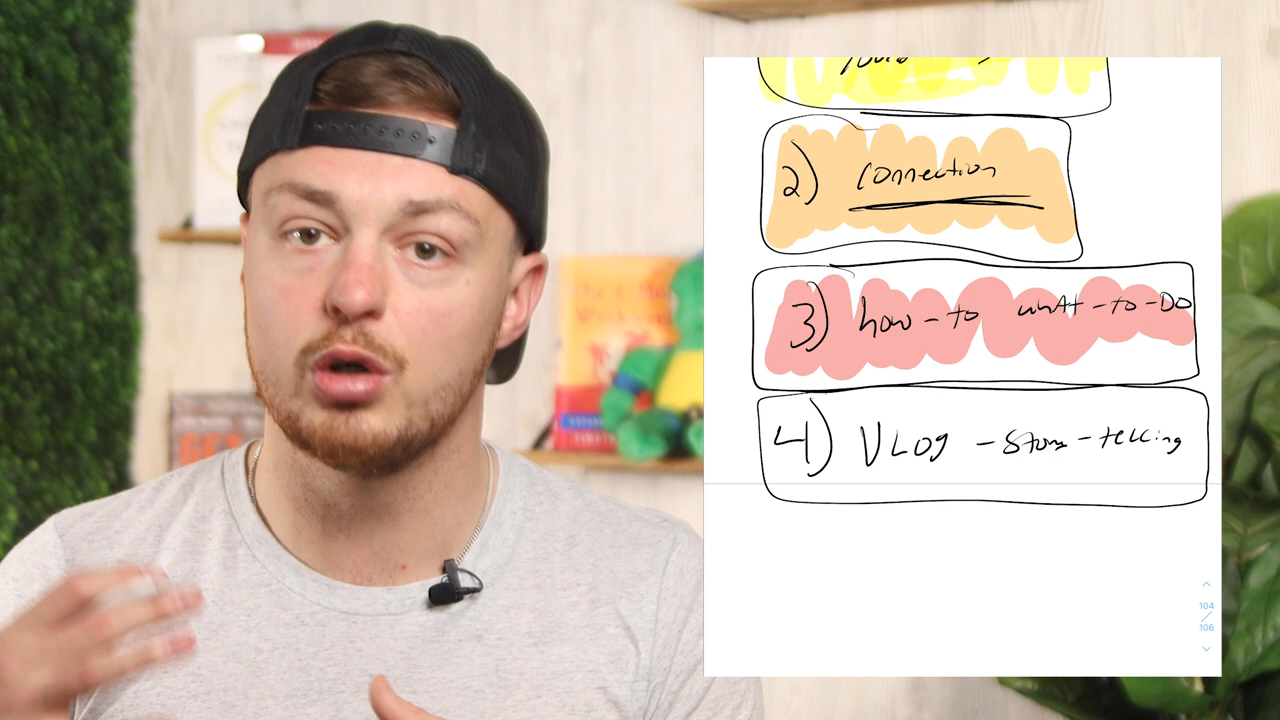 2) connection
3) how-to what-to-Do
4) VLOG -story-telling
104
106